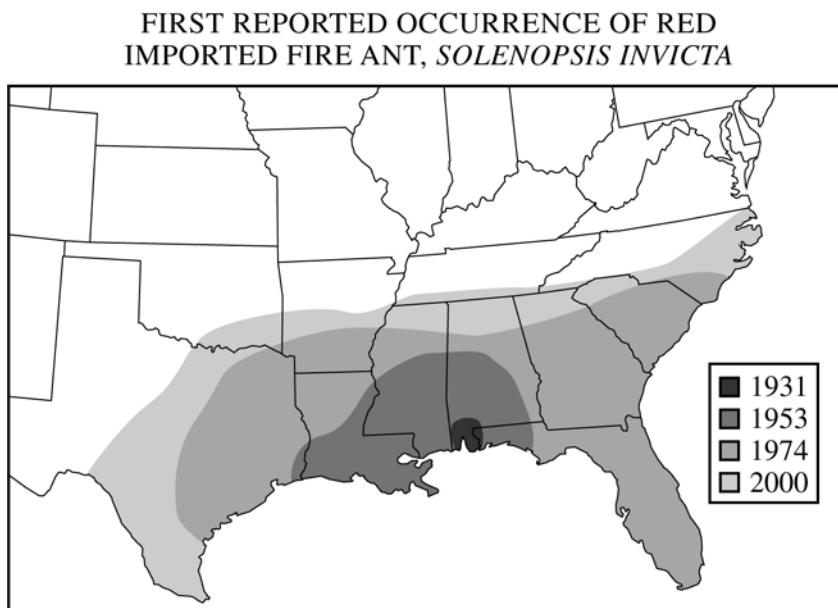 FIRST REPORTED OCCURRENCE OF RED
IMPORTED FIRE ANT, SOLENOPSIS INVICTA
1931
1953
1974
2000